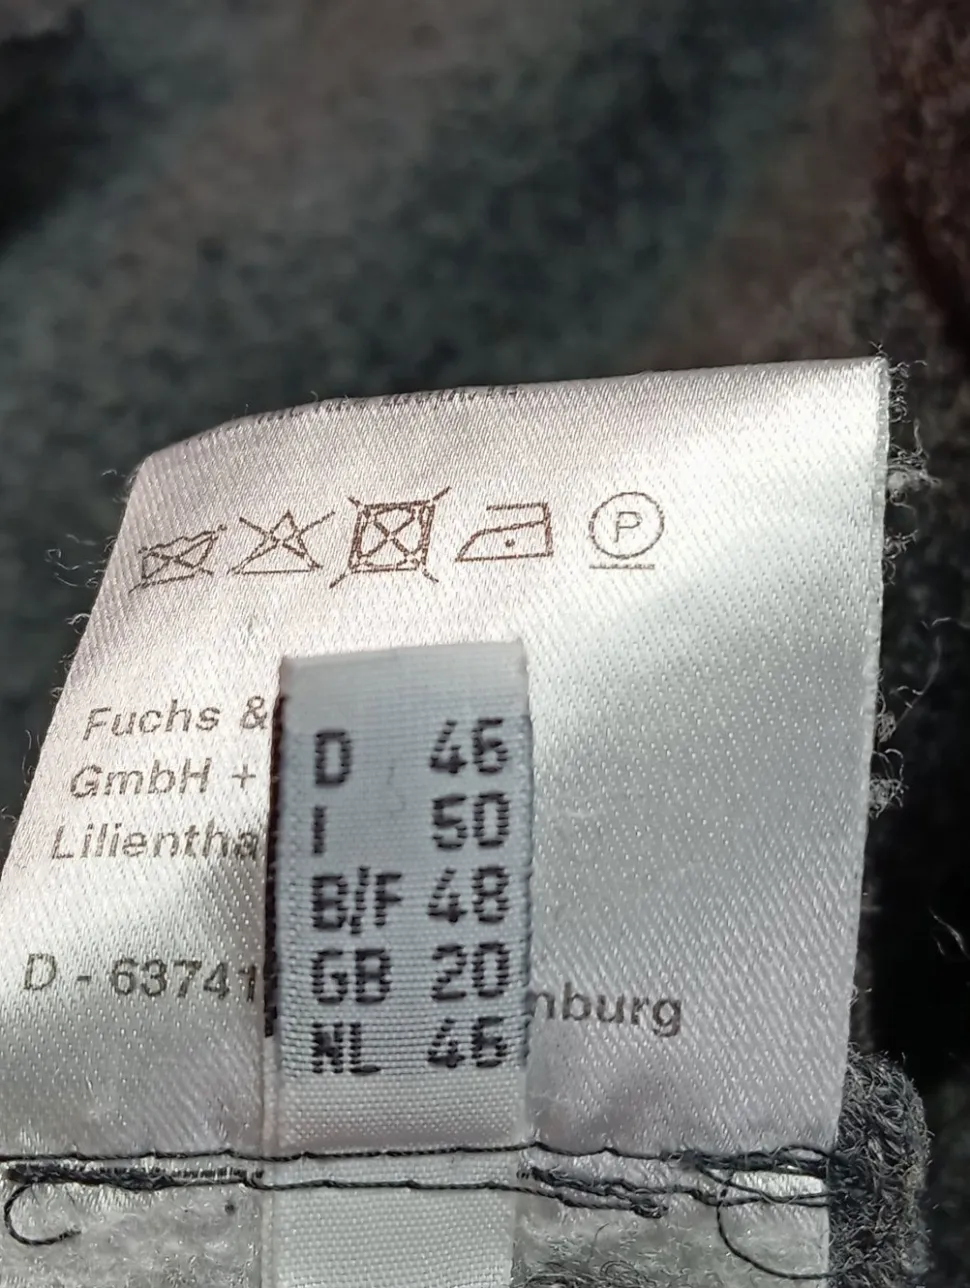 P
Fuchs &
GmbH +
Lilientha
D - 63741 nburg
D 46
I 50
B/F 48
GB 20
NL 46